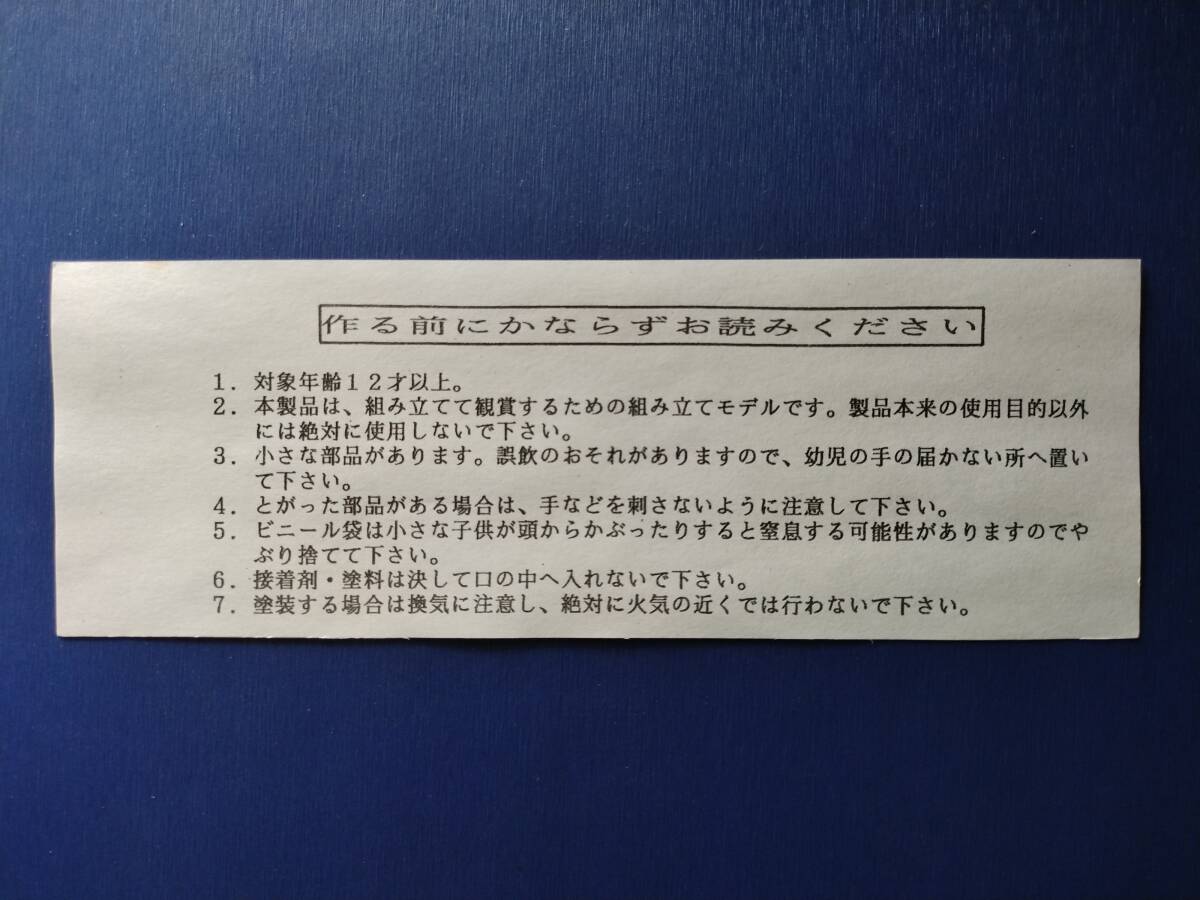 作る前にかならずお読みください
1．対象年齢12才以上。
2．本製品は、組み立てて観賞するための組み立てモデルです。製品本来の使用目的以外
には絶対に使用しないで下さい。
3．小さな部品があります。誤飲のおそれがありますので、幼児の手の届かない所へ置い
て下さい。
4．とがった部品がある場合は、手などを刺さないように注意して下さい。
5．ビニール袋は小さな子供が頭からかぶったりすると窒息する可能性がありますのでや
ぶり捨てて下さい。
6．接着剤・塗料は決して口の中へ入れないで下さい。
7．塗装する場合は換気に注意し、絶対に火気の近くでは行わないで下さい。